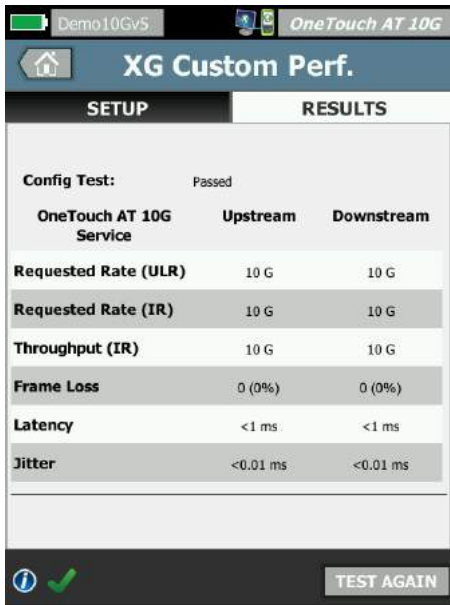 Demo10Gv5 OneTouch AT 10G
XG Custom Perf.
SETUP RESULTS
Config Test: Passed
OneTouch AT 10G Service Upstream Downstream
Requested Rate (ULR) 10 G 10 G
Requested Rate (IR) 10 G 10 G
Throughput (IR) 10 G 10 G
Frame Loss 0 (0%) 0 (0%)
Latency <1 ms <1 ms
Jitter <0.01 ms <0.01 ms
TEST AGAIN